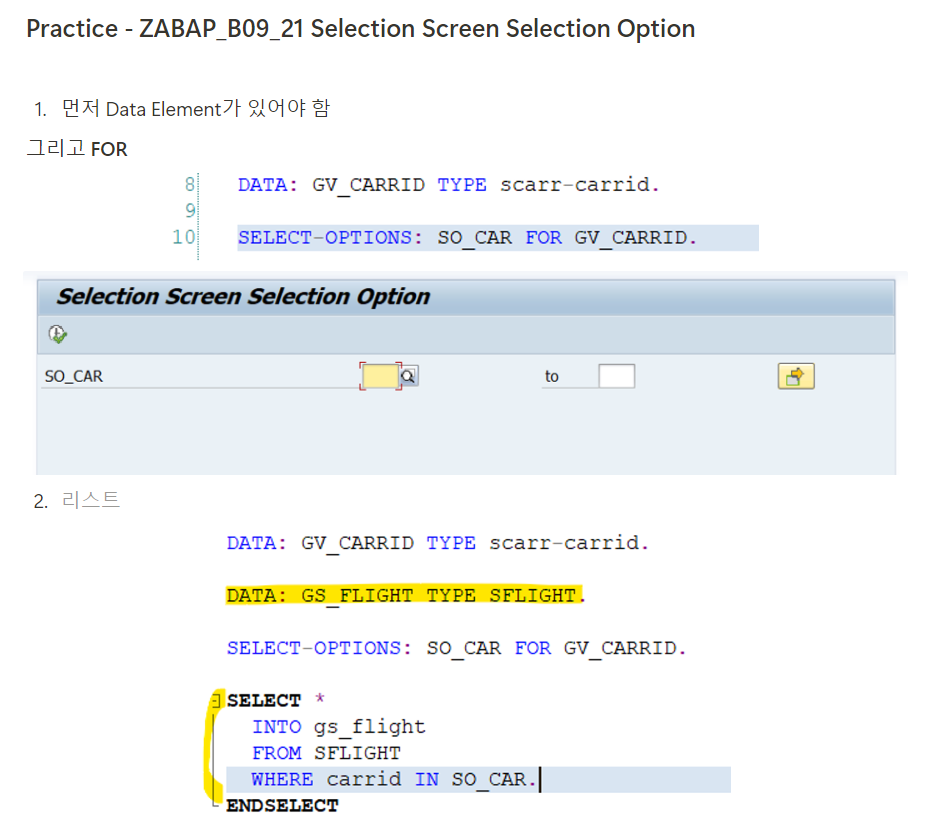 Practice - ZABAP_B09_21 Selection Screen Selection Option
1. 먼저 Data Element가 있어야 함
그리고 FOR
8 DATA: GV_CARRID TYPE scarr-carrid.
9
10 SELECT-OPTIONS: SO_CAR FOR GV_CARRID.
Selection Screen Selection Option
SO_CAR to
2. 리스트
DATA: GV_CARRID TYPE scarr-carrid.
DATA: GS_FLIGHT TYPE SFLIGHT.
SELECT-OPTIONS: SO_CAR FOR GV_CARRID.
SELECT *
INTO gs_flight
FROM SFLIGHT
WHERE carrid IN SO_CAR.
ENDSELECT